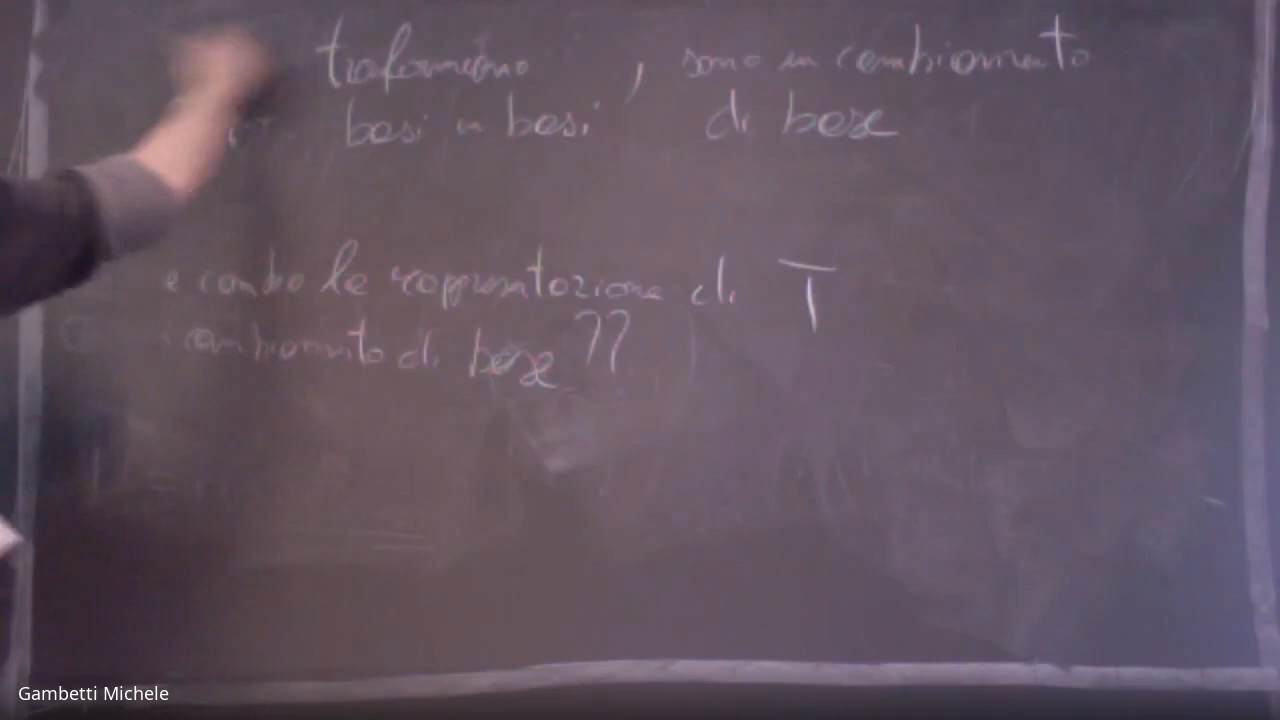 trasformano , sono un cambiamento
basi in basi di base
e cambia la rappresentazione di T
cambiamento di base ??
Gambetti Michele